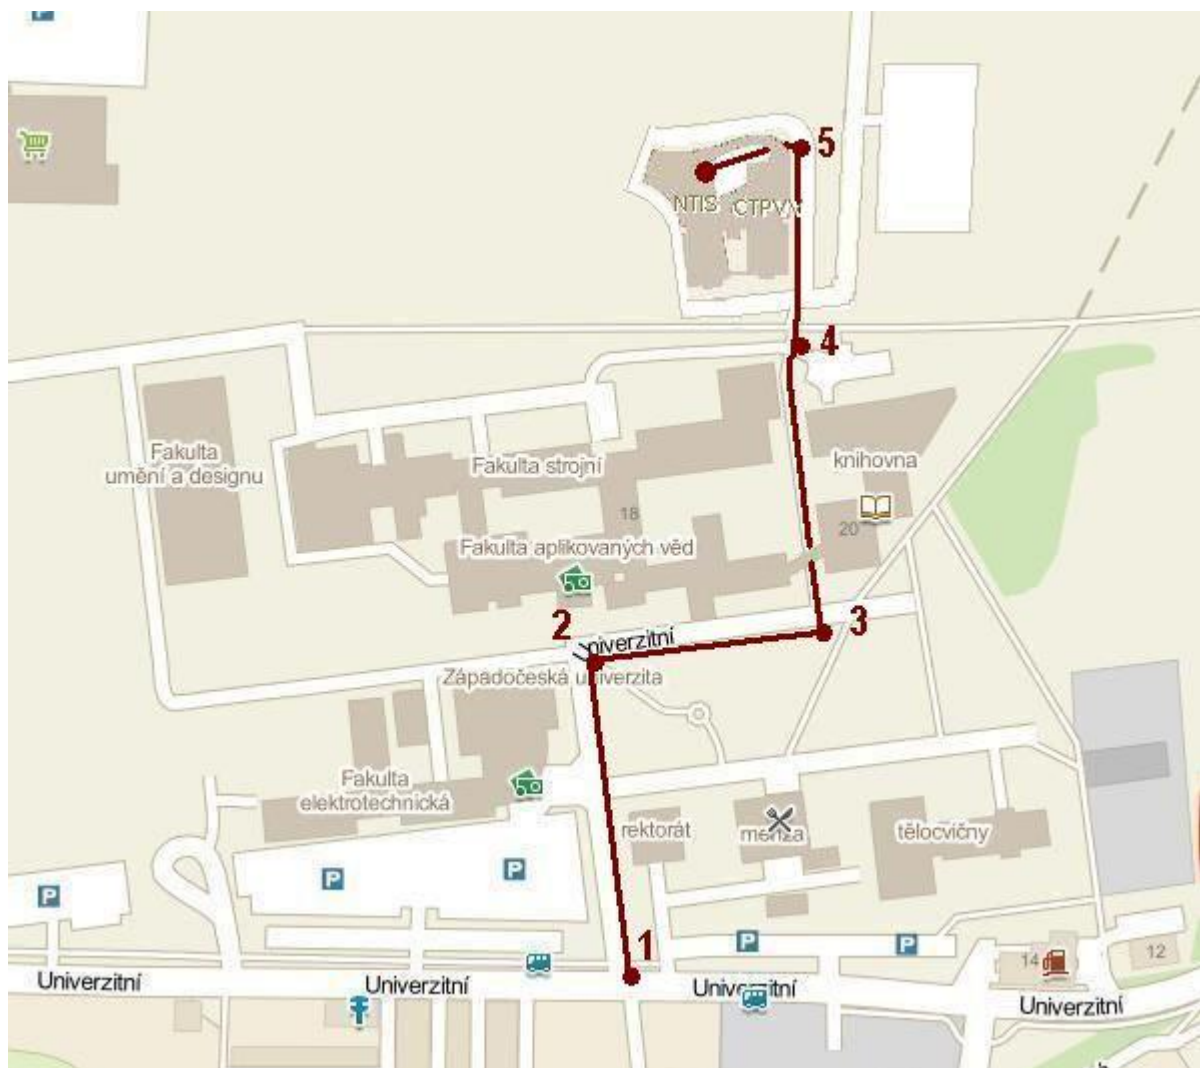 P
5
NTIS
CTPVV
4
Fakulta
umění a designu
Fakulta strojní
knihovna
18
20
Fakulta aplikovaných věd
2
3
niverzitní
Západočeská univerzita
Fakulta
elektrotechnická
rektorát
menza
tělocvičny
P
P
P
1
P
P
14
12
Univerzitní
Univerzitní
Univerzitní
Univerzitní